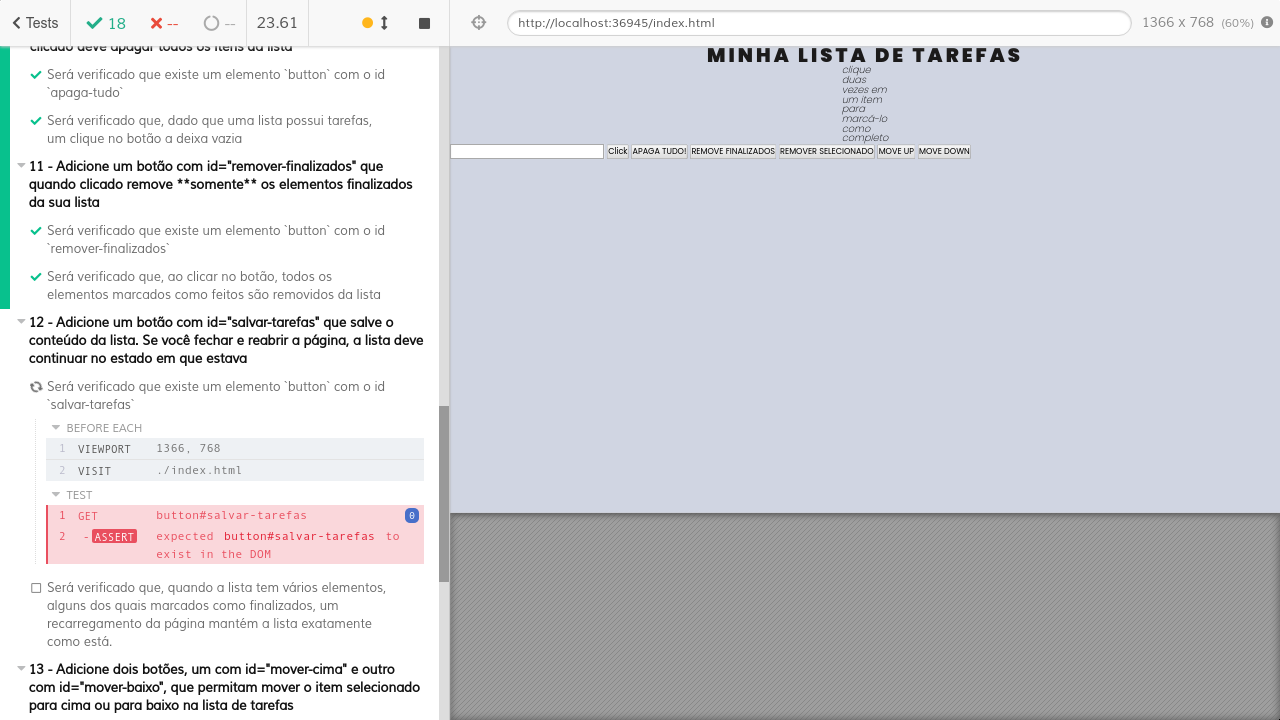 Tests
18
--
--
23.61
http://localhost:36945/index.html
1366 x 768 (60%)
clicado deve apagar todos os itens da lista
Será verificado que existe um elemento `button` com o id
`apaga-tudo`
Será verificado que, dado que uma lista possui tarefas,
um clique no botão a deixa vazia
11 - Adicione um botão com id="remover-finalizados" que
quando clicado remove **somente** os elementos finalizados
da sua lista
Será verificado que existe um elemento `button` com o id
`remover-finalizados`
Será verificado que, ao clicar no botão, todos os
elementos marcados como feitos são removidos da lista
12 - Adicione um botão com id="salvar-tarefas" que salve o
conteúdo da lista. Se você fechar e reabrir a página, a lista deve
continuar no estado em que estava
Será verificado que existe um elemento `button` com o id
`salvar-tarefas`
BEFORE EACH
1 VIEWPORT 1366, 768
2 VISIT ./index.html
TEST
1 GET button#salvar-tarefas 0
2 -ASSERT expected button#salvar-tarefas to
exist in the DOM
Será verificado que, quando a lista tem vários elementos,
alguns dos quais marcados como finalizados, um
recarregamento da página mantém a lista exatamente
como está.
13 - Adicione dois botões, um com id="mover-cima" e outro
com id="mover-baixo", que permitam mover o item selecionado
para cima ou para baixo na lista de tarefas
MINHA LISTA DE TAREFAS
clique
duas
vezes em
um item
para
marcá-lo
como
completo
Click APAGA TUDO! REMOVE FINALIZADOS REMOVER SELECIONADO MOVE UP MOVE DOWN